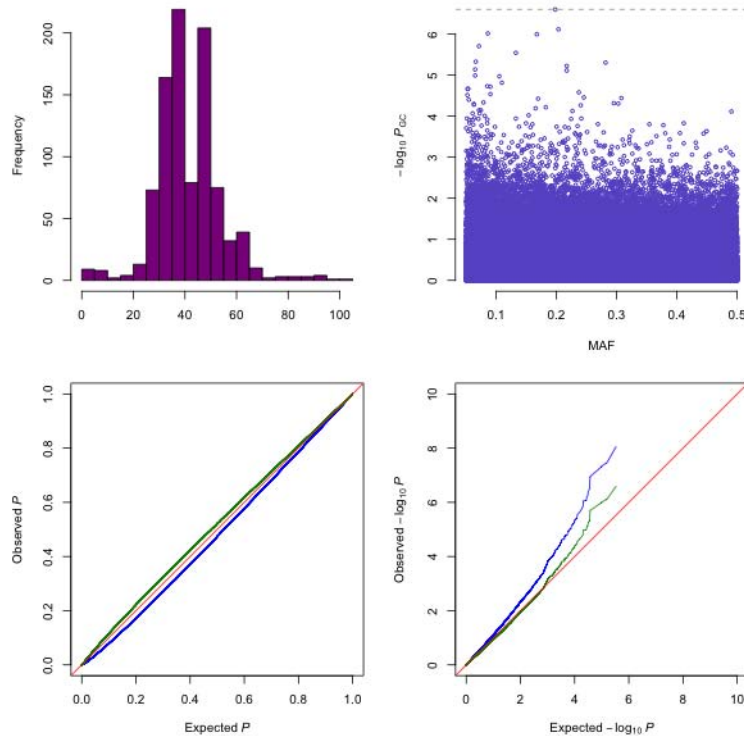 Frequency
0 50 100 150 200
0 20 40 60 80 100
− log₁₀ P_GC
0 1 2 3 4 5 6
0.1 0.2 0.3 0.4 0.5
MAF
Observed P
0.0 0.2 0.4 0.6 0.8 1.0
0.0 0.2 0.4 0.6 0.8 1.0
Expected P
Observed − log₁₀ P
0 2 4 6 8 10
0 2 4 6 8 10
Expected − log₁₀ P